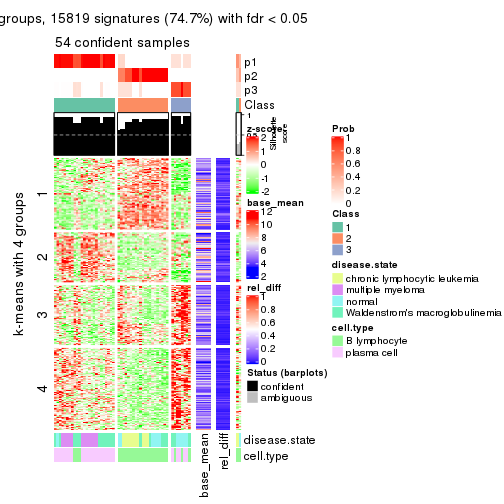 groups, 15819 signatures (74.7%) with fdr < 0.05
54 confident samples
p1
p2
p3
Class
1
Silhouette
score
z-score
2
1
0
-1
-2
base_mean
12
10
8
6
4
2
rel_diff
1
0.8
0.6
0.4
0.2
0
Status (barplots)
confident
ambiguous
Prob
1
0.8
0.6
0.4
0.2
0
Class
1
2
3
disease.state
chronic lymphocytic leukemia
multiple myeloma
normal
Waldenstrom's macroglobulinemia
cell.type
B lymphocyte
plasma cell
k-means with 4 groups
1
2
3
4
disease.state
cell.type
base_mean
rel_diff